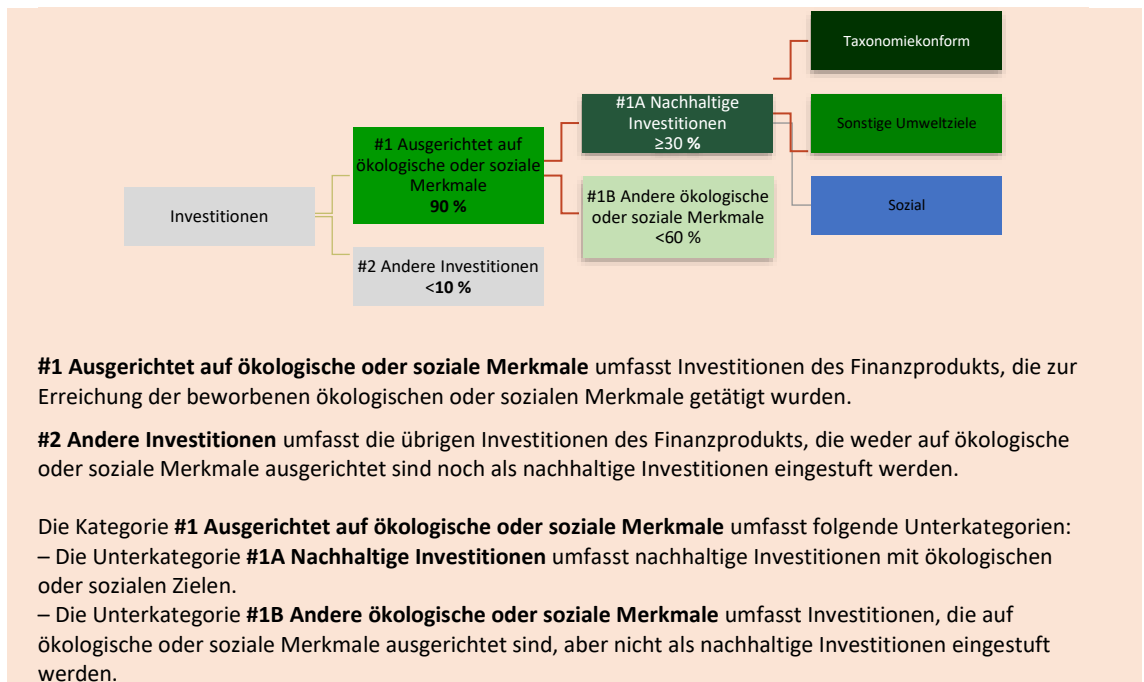 Taxonomiekonform
#1A Nachhaltige
Investitionen
≥30 %
Sonstige Umweltziele
#1 Ausgerichtet auf
ökologische oder soziale
Merkmale
90 %
#1B Andere ökologische
oder soziale Merkmale
<60 %
Sozial
Investitionen
#2 Andere Investitionen
<10 %
#1 Ausgerichtet auf ökologische oder soziale Merkmale umfasst Investitionen des Finanzprodukts, die zur
Erreichung der beworbenen ökologischen oder sozialen Merkmale getätigt wurden.
#2 Andere Investitionen umfasst die übrigen Investitionen des Finanzprodukts, die weder auf ökologische
oder soziale Merkmale ausgerichtet sind noch als nachhaltige Investitionen eingestuft werden.
Die Kategorie #1 Ausgerichtet auf ökologische oder soziale Merkmale umfasst folgende Unterkategorien:
– Die Unterkategorie #1A Nachhaltige Investitionen umfasst nachhaltige Investitionen mit ökologischen
oder sozialen Zielen.
– Die Unterkategorie #1B Andere ökologische oder soziale Merkmale umfasst Investitionen, die auf
ökologische oder soziale Merkmale ausgerichtet sind, aber nicht als nachhaltige Investitionen eingestuft
werden.